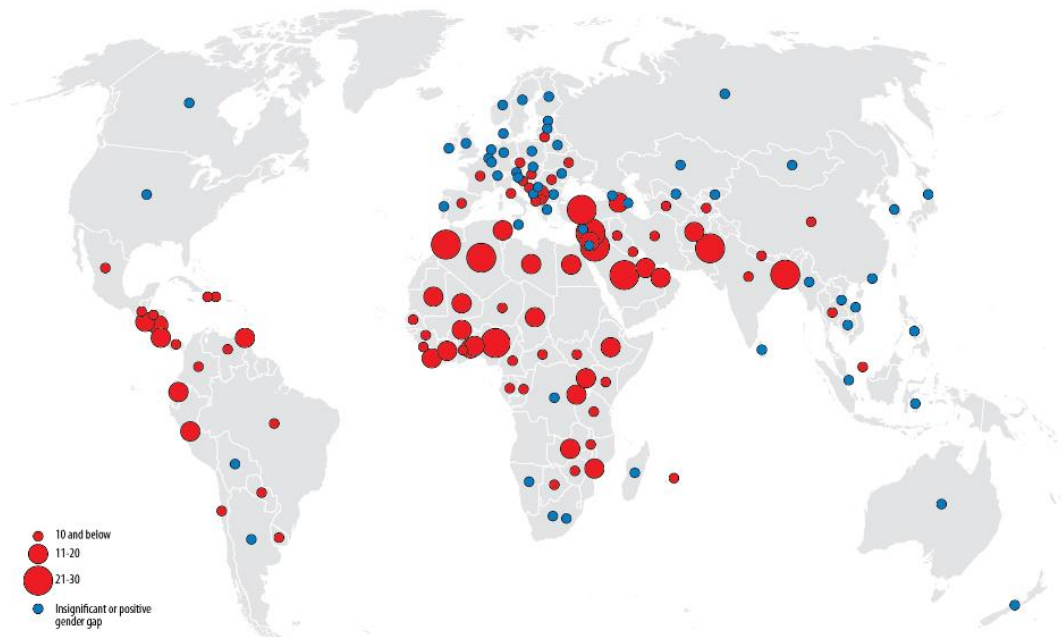 10 and below
11-20
21-30
Insignificant or positive
gender gap